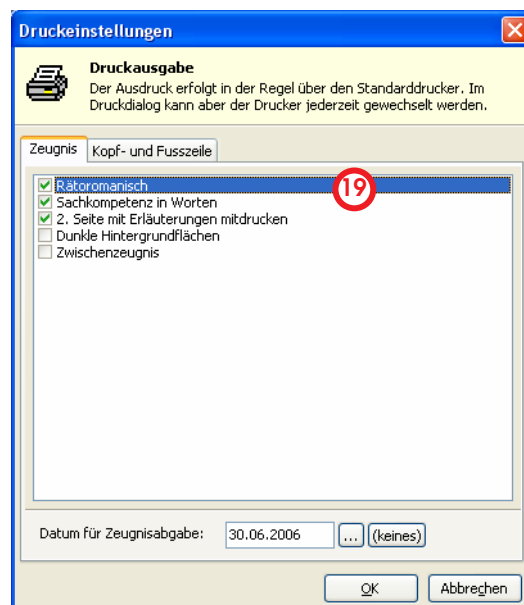 Druckeinstellungen
Druckausgabe
Der Ausdruck erfolgt in der Regel über den Standarddrucker. Im
Druckdialog kann aber der Drucker jederzeit gewechselt werden.
Zeugnis Kopf- und Fusszeile
Rätoromanisch 19
Sachkompetenz in Worten
2. Seite mit Erläuterungen mitdrucken
Dunkle Hintergrundflächen
Zwischenzeugnis
Datum für Zeugnisabgabe: 30.06.2006 ... (keines)
OK Abbrechen